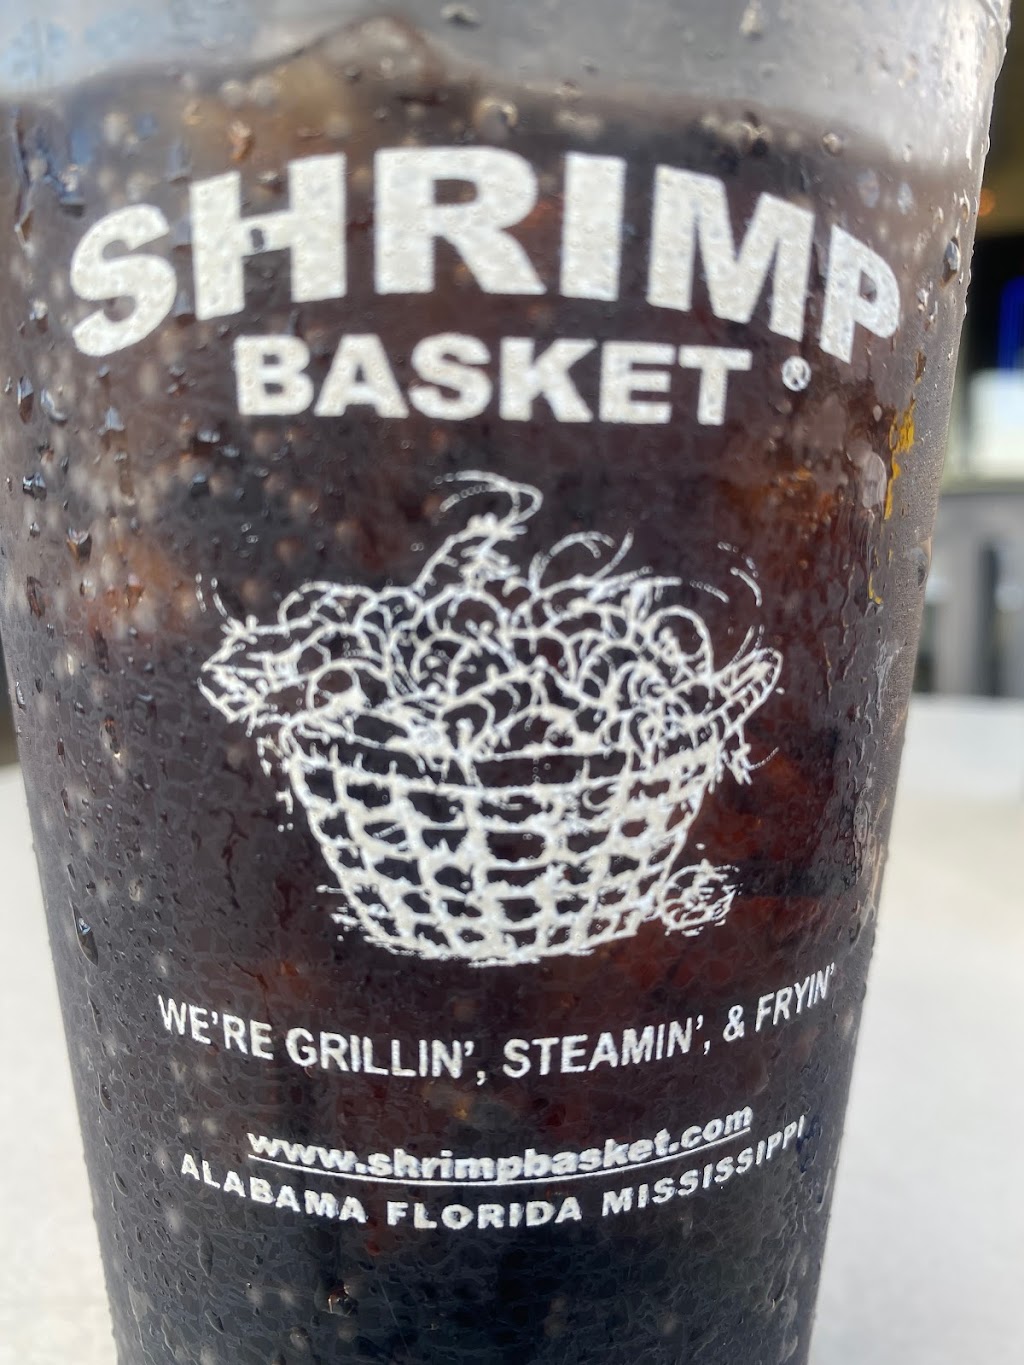 SHRIMP
BASKET ®
WE'RE GRILLIN', STEAMIN', & FRYIN'
www.shrimpbasket.com
ALABAMA FLORIDA MISSISSIPPI